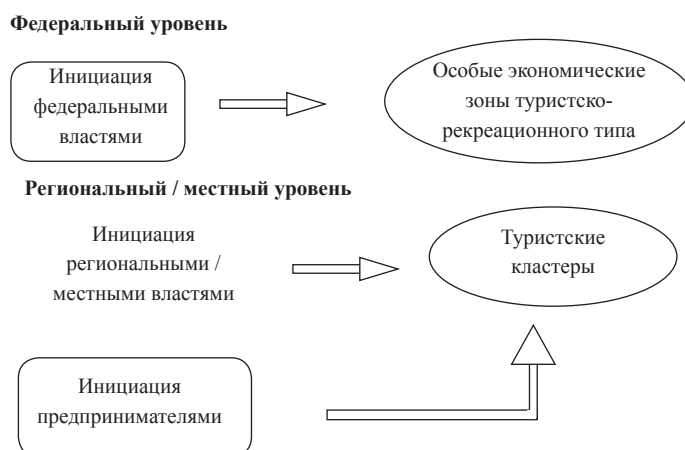 Федеральный уровень
Инициация
федеральными
властями
Особые экономические
зоны туристско-
рекреационного типа
Региональный / местный уровень
Инициация
региональными /
местными властями
Туристские
кластеры
Инициация
предпринимателями